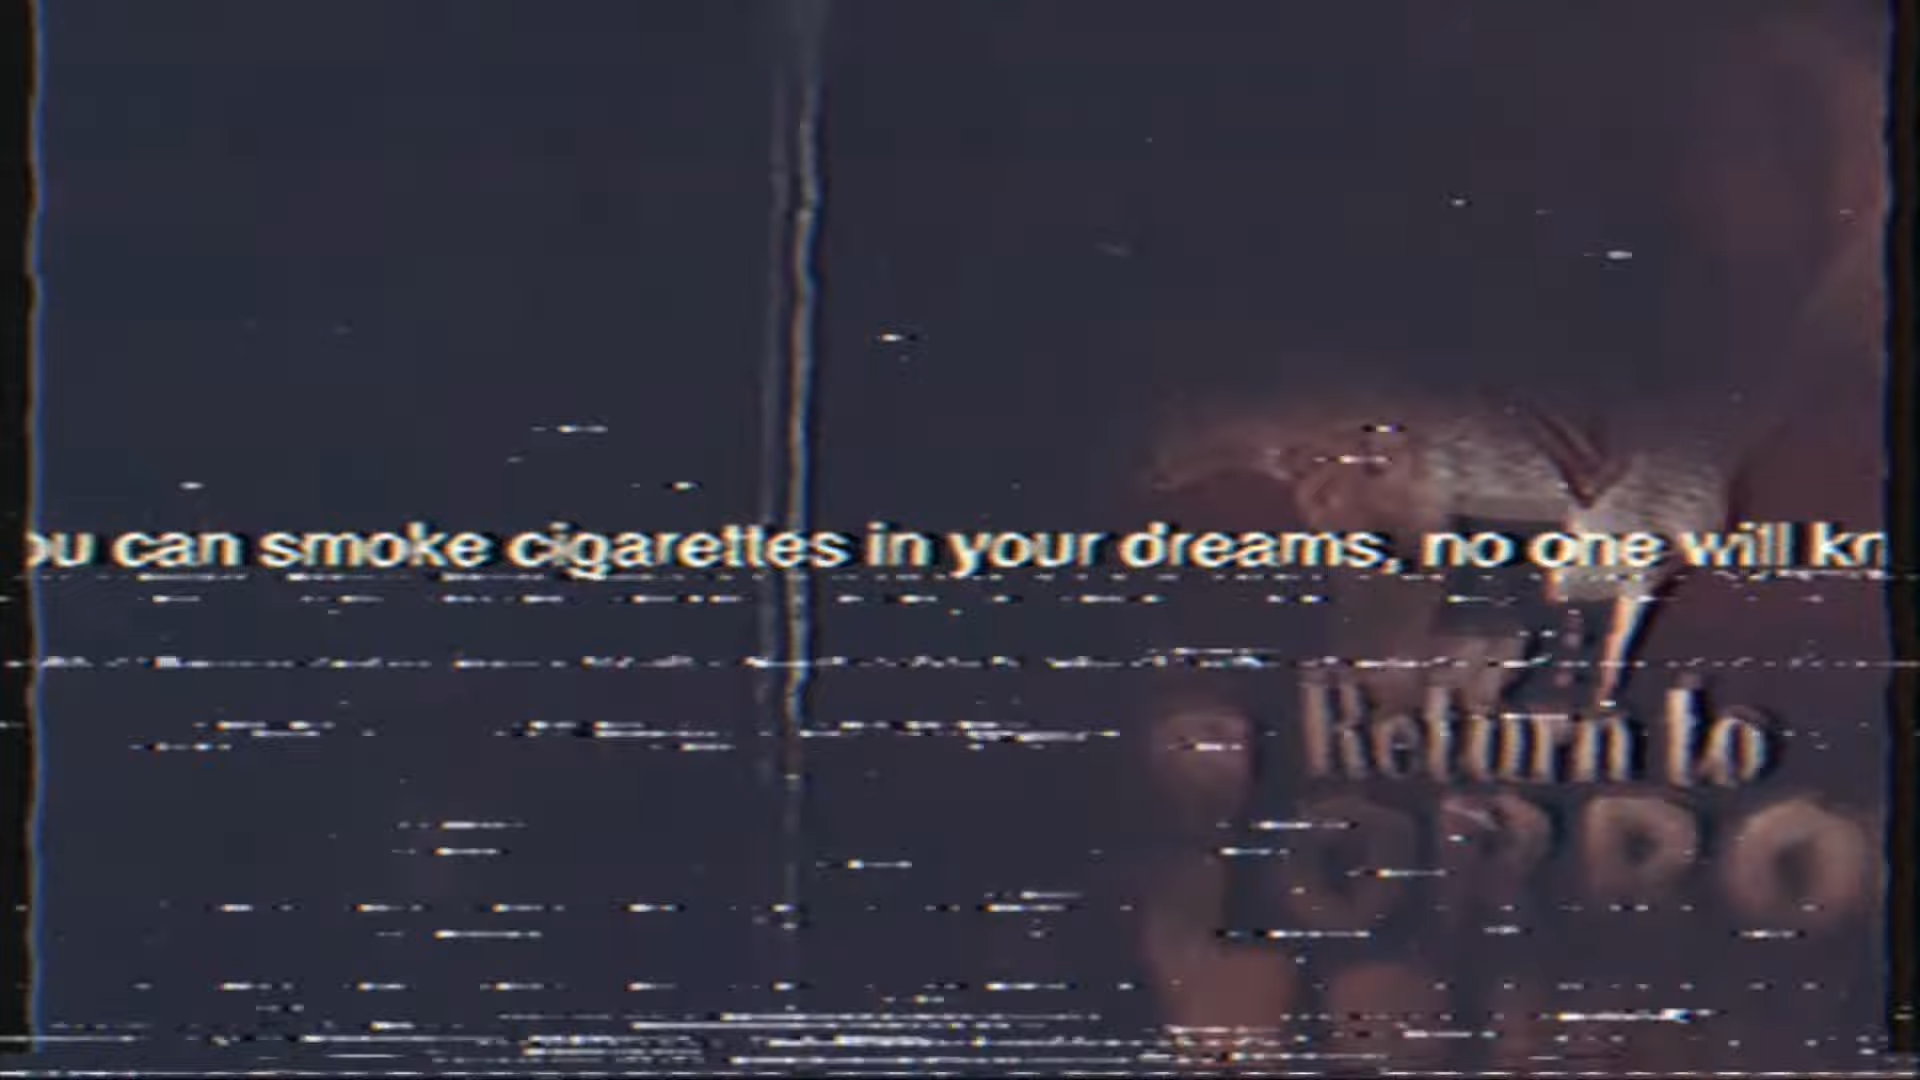 ou can smoke cigarettes in your dreams, no one will kn
Return to